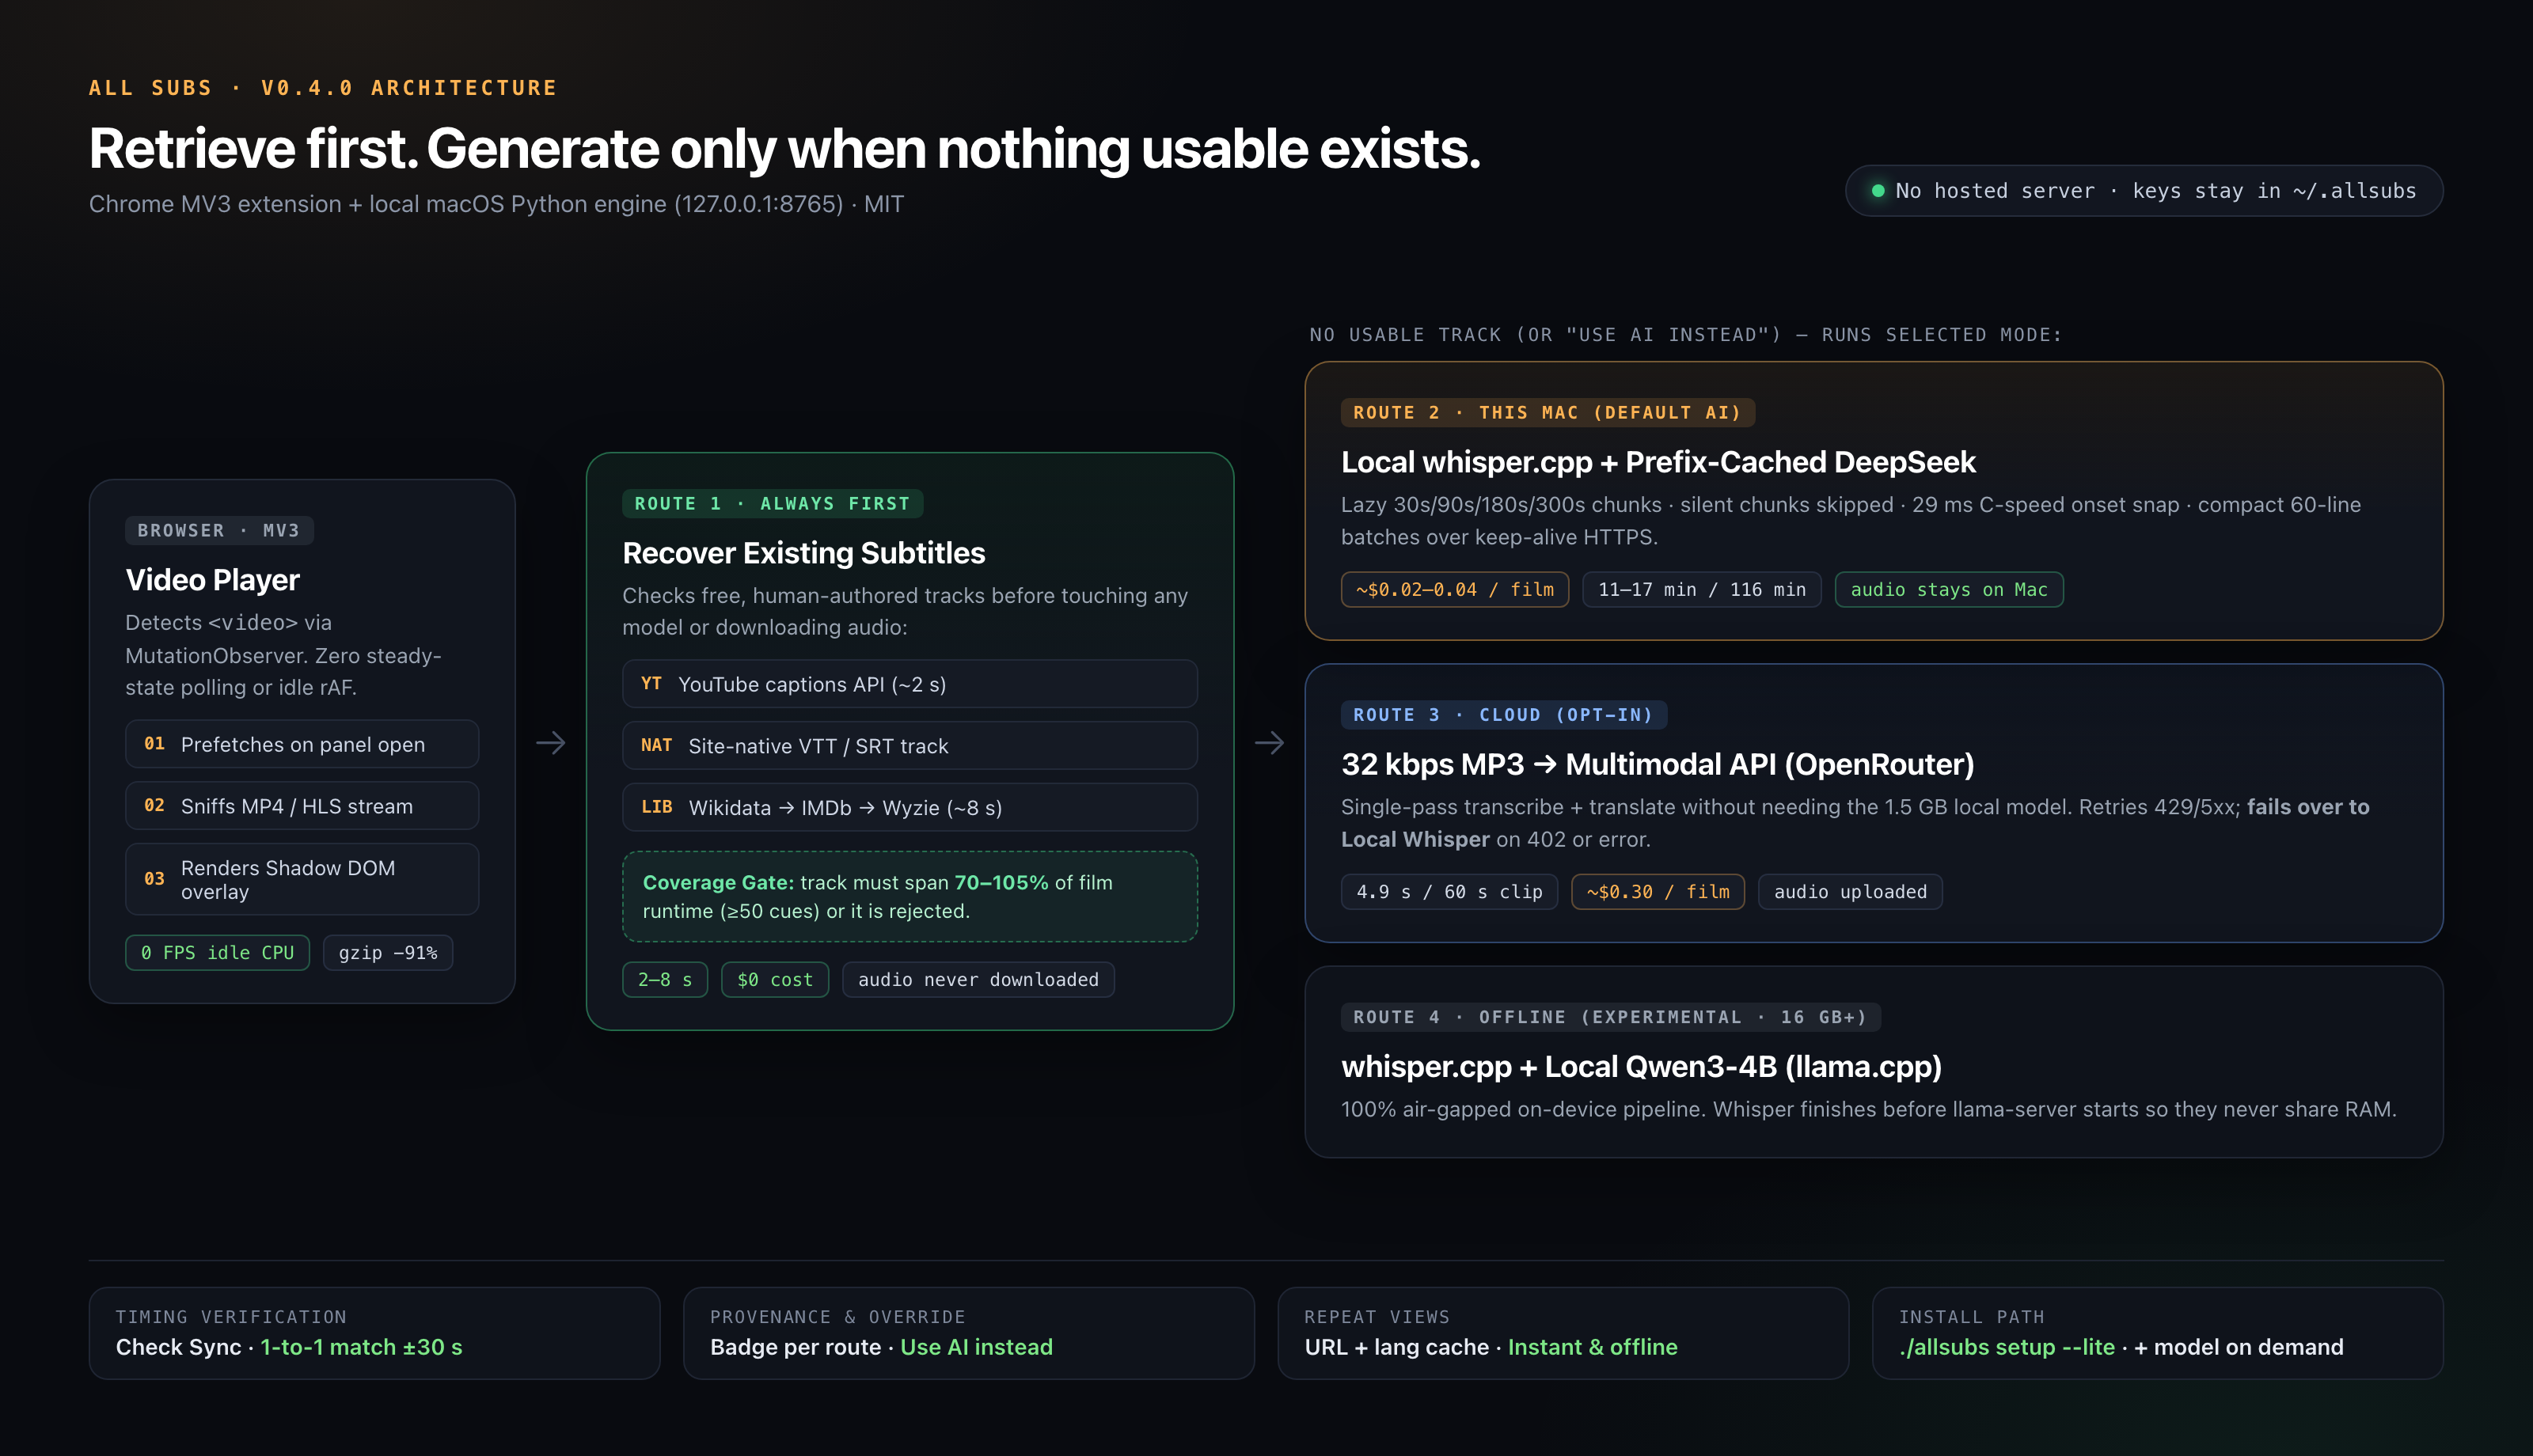 ALL SUBS · V0.4.0 ARCHITECTURE
Retrieve first. Generate only when nothing usable exists.
Chrome MV3 extension + local macOS Python engine (127.0.0.1:8765) · MIT
No hosted server · keys stay in ~/.allsubs
BROWSER · MV3
Video Player
Detects <video> via
MutationObserver. Zero steady-
state polling or idle rAF.
01 Prefetches on panel open
02 Sniffs MP4 / HLS stream
03 Renders Shadow DOM
overlay
0 FPS idle CPU
gzip −91%
→
ROUTE 1 · ALWAYS FIRST
Recover Existing Subtitles
Checks free, human-authored tracks before touching any
model or downloading audio:
YT YouTube captions API (~2 s)
NAT Site-native VTT / SRT track
LIB Wikidata → IMDb → Wyzie (~8 s)
Coverage Gate: track must span 70–105% of film
runtime (≥50 cues) or it is rejected.
2–8 s
$0 cost
audio never downloaded
→
NO USABLE TRACK (OR "USE AI INSTEAD") — RUNS SELECTED MODE:
ROUTE 2 · THIS MAC (DEFAULT AI)
Local whisper.cpp + Prefix-Cached DeepSeek
Lazy 30s/90s/180s/300s chunks · silent chunks skipped · 29 ms C-speed onset snap · compact 60-line
batches over keep-alive HTTPS.
~$0.02–0.04 / film
11–17 min / 116 min
audio stays on Mac
ROUTE 3 · CLOUD (OPT-IN)
32 kbps MP3 → Multimodal API (OpenRouter)
Single-pass transcribe + translate without needing the 1.5 GB local model. Retries 429/5xx; fails over to
Local Whisper on 402 or error.
4.9 s / 60 s clip
~$0.30 / film
audio uploaded
ROUTE 4 · OFFLINE (EXPERIMENTAL · 16 GB+)
whisper.cpp + Local Qwen3-4B (llama.cpp)
100% air-gapped on-device pipeline. Whisper finishes before llama-server starts so they never share RAM.
TIMING VERIFICATION
Check Sync · 1-to-1 match ±30 s
PROVENANCE & OVERRIDE
Badge per route · Use AI instead
REPEAT VIEWS
URL + lang cache · Instant & offline
INSTALL PATH
./allsubs setup --lite · + model on demand